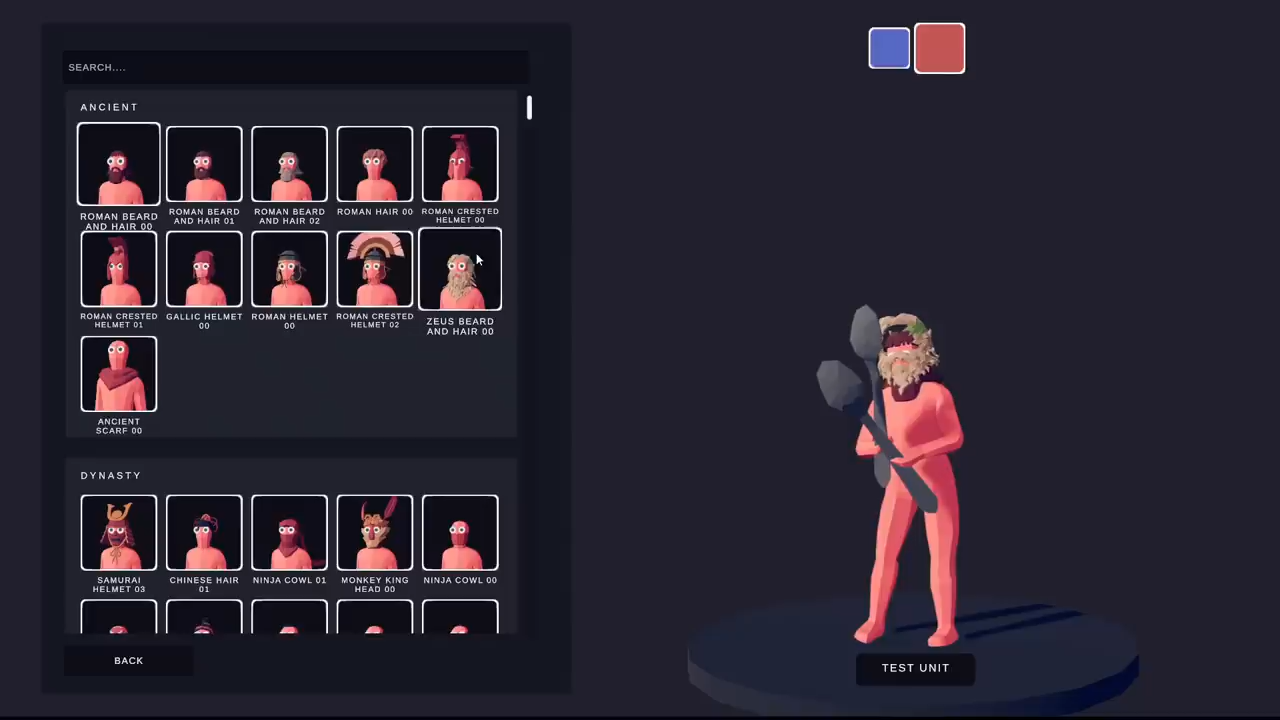 SEARCH....
ANCIENT
ROMAN BEARD
AND HAIR 00
ROMAN BEARD
AND HAIR 01
ROMAN BEARD
AND HAIR 02
ROMAN HAIR 00
ROMAN CRESTED
HELMET 00
ROMAN CRESTED
HELMET 01
GALLIC HELMET
00
ROMAN HELMET
00
ROMAN CRESTED
HELMET 02
ZEUS BEARD
AND HAIR 00
ANCIENT
SCARF 00
DYNASTY
SAMURAI
HELMET 03
CHINESE HAIR
01
NINJA COWL 01
MONKEY KING
HEAD 00
NINJA COWL 00
BACK
TEST UNIT